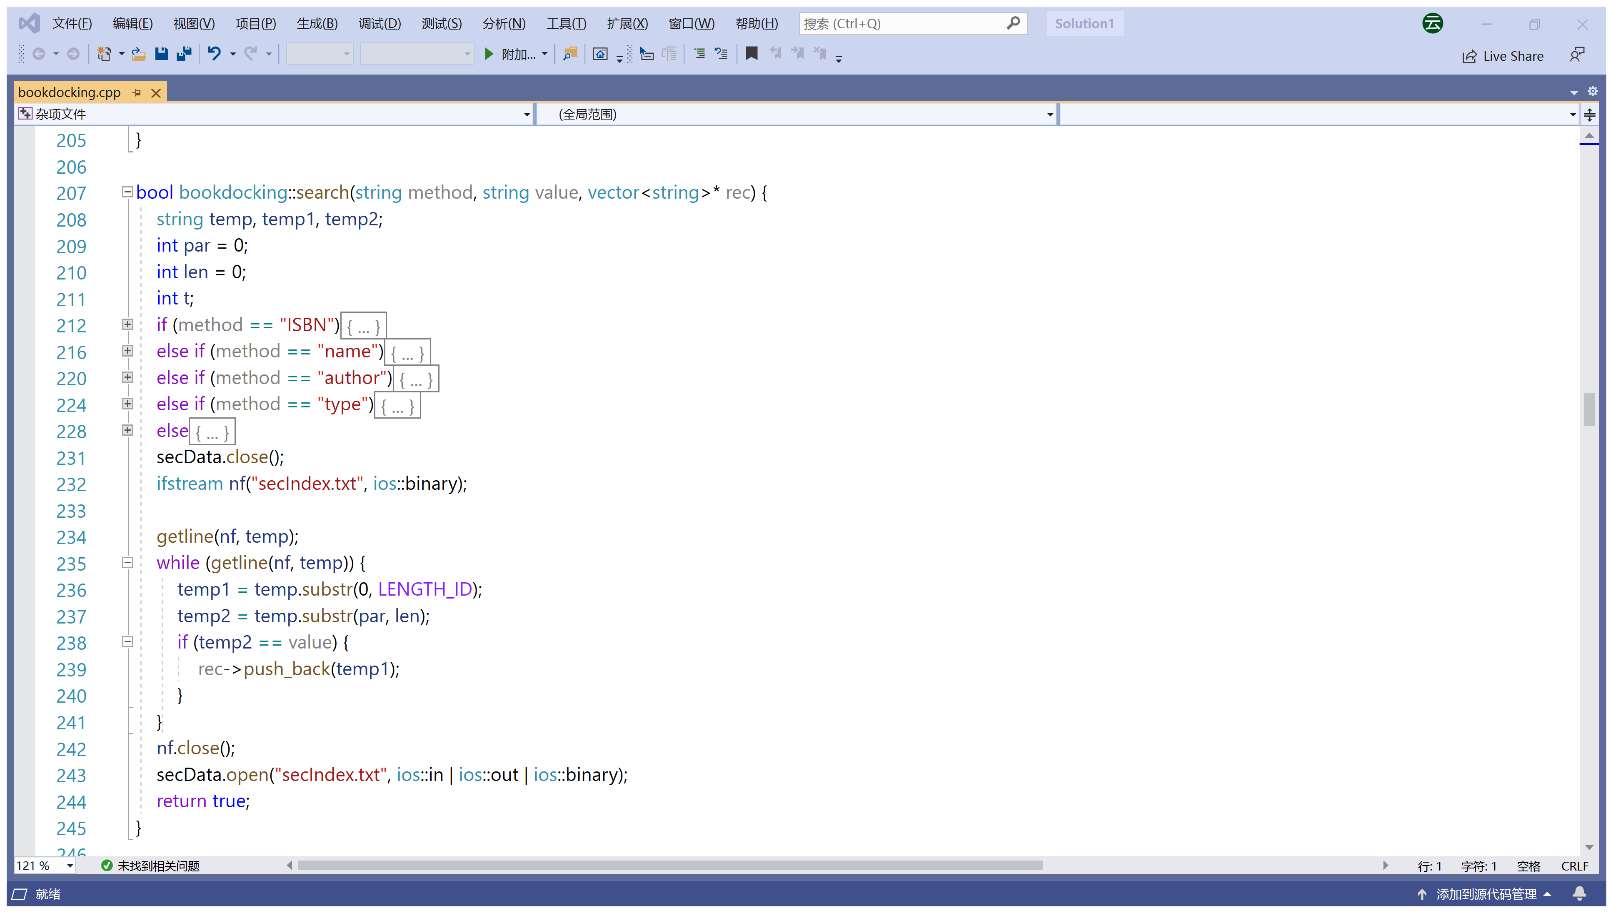 文件(F) 编辑(E) 视图(V) 项目(P) 生成(B) 调试(D) 测试(S) 分析(N) 工具(T) 扩展(X) 窗口(W) 帮助(H) 搜索 (Ctrl+Q) Solution1 云
附加... Live Share
bookdocking.cpp
杂项文件 (全局范围)
205 }
206
207 bool bookdocking::search(string method, string value, vector<string>* rec) {
208 string temp, temp1, temp2;
209 int par = 0;
210 int len = 0;
211 int t;
212 if (method == "ISBN"){ ... }
216 else if (method == "name"){ ... }
220 else if (method == "author"){ ... }
224 else if (method == "type"){ ... }
228 else{ ... }
231 secData.close();
232 ifstream nf("secIndex.txt", ios::binary);
233
234 getline(nf, temp);
235 while (getline(nf, temp)) {
236 temp1 = temp.substr(0, LENGTH_ID);
237 temp2 = temp.substr(par, len);
238 if (temp2 == value) {
239 rec->push_back(temp1);
240 }
241 }
242 nf.close();
243 secData.open("secIndex.txt", ios::in | ios::out | ios::binary);
244 return true;
245 }
246
121 % 未找到相关问题 行: 1 字符: 1 空格 CRLF
就绪 添加到源代码管理